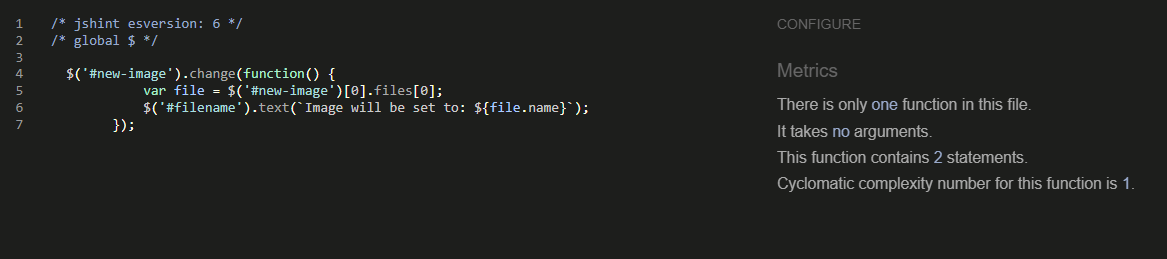 1 /* jshint esversion: 6 */
2 /* global $ */
3
4 $('#new-image').change(function() {
5 var file = $('#new-image')[0].files[0];
6 $('#filename').text(`Image will be set to: ${file.name}`);
7 });
CONFIGURE
Metrics
There is only one function in this file.
It takes no arguments.
This function contains 2 statements.
Cyclomatic complexity number for this function is 1.